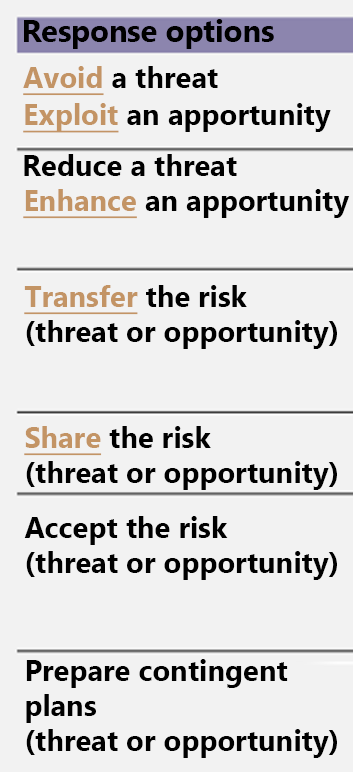 Response options
Avoid a threat
Exploit an apportunity
Reduce a threat
Enhance an apportunity
Transfer the risk
(threat or opportunity)
Share the risk
(threat or opportunity)
Accept the risk
(threat or opportunity)
Prepare contingent
plans
(threat or opportunity)